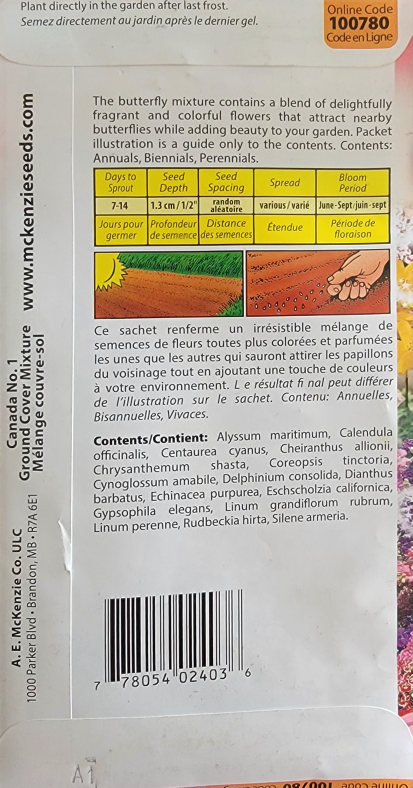 Plant directly in the garden after last frost.
Semez directement au jardin après le dernier gel.
Online Code
100780
Code en Ligne
The butterfly mixture contains a blend of delightfully
fragrant and colorful flowers that attract nearby
butterflies while adding beauty to your garden. Packet
illustration is a guide only to the contents. Contents:
Annuals, Biennials, Perennials.
Days to Sprout Seed Depth Seed Spacing Spread Bloom Period
7-14 1.3 cm / 1/2" random aléatoire various / varié June-Sept/juin-sept
Jours pour germer Profondeur de semence Distance des semences Étendue Période de floraison
Ce sachet renferme un irrésistible mélange de
semences de fleurs toutes plus colorées et parfumées
les unes que les autres qui sauront attirer les papillons
du voisinage tout en ajoutant une touche de couleurs
à votre environnement. L e résultat fi nal peut différer
de l'illustration sur le sachet. Contenu: Annuelles,
Bisannuelles, Vivaces.
Contents/Contient: Alyssum maritimum, Calendula
officinalis, Centaurea cyanus, Cheiranthus allionii,
Chrysanthemum shasta, Coreopsis tinctoria,
Cynoglossum amabile, Delphinium consolida, Dianthus
barbatus, Echinacea purpurea, Eschscholzia californica,
Gypsophila elegans, Linum grandiflorum rubrum,
Linum perenne, Rudbeckia hirta, Silene armeria.
7 78054 02403 6
A. E. McKenzie Co. ULC
1000 Parker Blvd • Brandon, MB • R7A 6E1
Canada No. 1
Ground Cover Mixture
Mélange couvre-sol
www.mckenzieseeds.com
A1
Online Code 100780